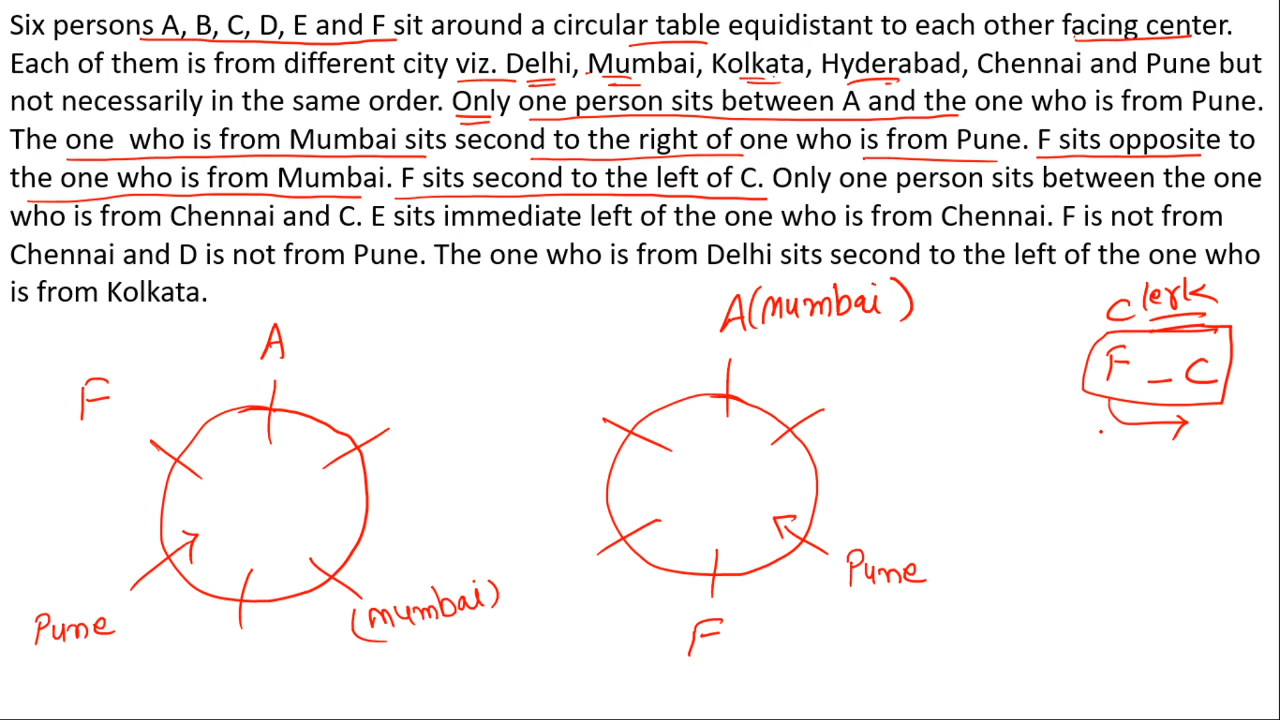 Six persons A, B, C, D, E and F sit around a circular table equidistant to each other facing center.
Each of them is from different city viz. Delhi, Mumbai, Kolkata, Hyderabad, Chennai and Pune but
not necessarily in the same order. Only one person sits between A and the one who is from Pune.
The one who is from Mumbai sits second to the right of one who is from Pune. F sits opposite to
the one who is from Mumbai. F sits second to the left of C. Only one person sits between the one
who is from Chennai and C. E sits immediate left of the one who is from Chennai. F is not from
Chennai and D is not from Pune. The one who is from Delhi sits second to the left of the one who
is from Kolkata.
A(Mumbai)
Clerk
A
F
F - C
Pune
(Mumbai)
Pune
F